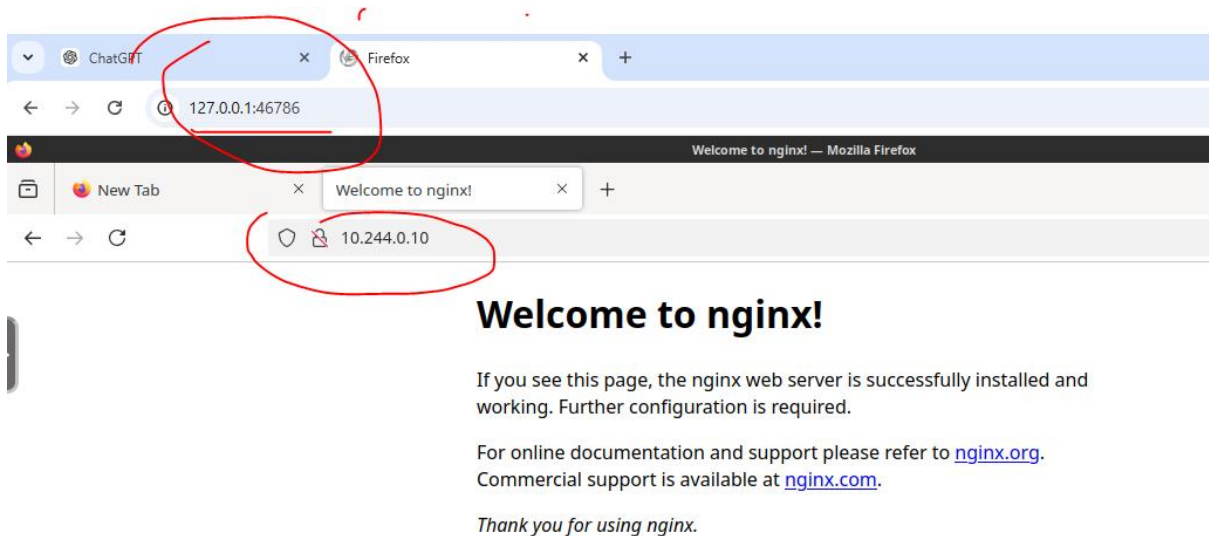 ChatGPT
Firefox
127.0.0.1:46786
Welcome to nginx! — Mozilla Firefox
New Tab
Welcome to nginx!
10.244.0.10
Welcome to nginx!
If you see this page, the nginx web server is successfully installed and
working. Further configuration is required.
For online documentation and support please refer to nginx.org.
Commercial support is available at nginx.com.
Thank you for using nginx.